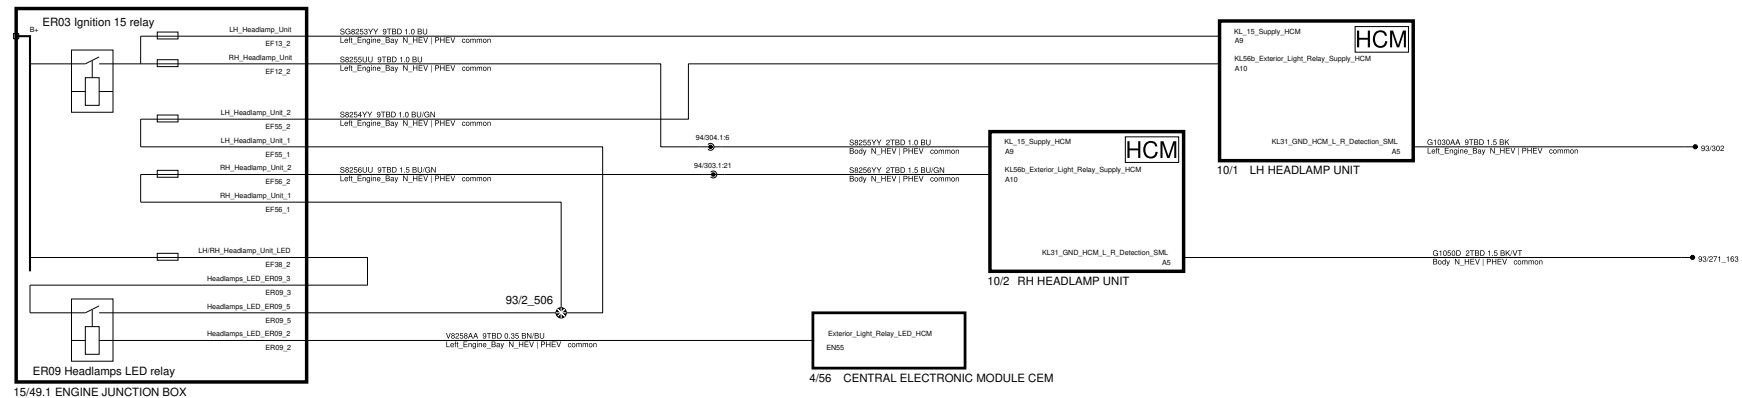 ER03 Ignition 15 relay
B+
LH_Headlamp_Unit
EF13_2
RH_Headlamp_Unit
EF12_2
LH_Headlamp_Unit_2
EF55_2
LH_Headlamp_Unit_1
EF55_1
RH_Headlamp_Unit_2
EF56_2
RH_Headlamp_Unit_1
EF56_1
LH/RH_Headlamp_Unit_LED
EF38_2
Headlamps_LED_ER09_3
ER09_3
Headlamps_LED_ER09_5
ER09_5
Headlamps_LED_ER09_2
ER09_2
ER09 Headlamps LED relay
15/49.1 ENGINE JUNCTION BOX
SG8253YY 9TBD 1.0 BU
Left_Engine_Bay N_HEV | PHEV common
S8255UU 9TBD 1.0 BU
Left_Engine_Bay N_HEV | PHEV common
S8254YY 9TBD 1.0 BU/GN
Left_Engine_Bay N_HEV | PHEV common
S8256UU 9TBD 1.5 BU/GN
Left_Engine_Bay N_HEV | PHEV common
93/2_506
V8258AA 9TBD 0.35 BN/BU
Left_Engine_Bay N_HEV | PHEV common
94/304.1:6
94/303.1:21
S8255YY 2TBD 1.0 BU
Body N_HEV | PHEV common
S8256YY 2TBD 1.5 BU/GN
Body N_HEV | PHEV common
Exterior_Light_Relay_LED_HCM
EN55
4/56 CENTRAL ELECTRONIC MODULE CEM
KL_15_Supply_HCM
A9
HCM
KL56b_Exterior_Light_Relay_Supply_HCM
A10
KL31_GND_HCM_L_R_Detection_SML
A5
10/2 RH HEADLAMP UNIT
KL_15_Supply_HCM
A9
HCM
KL56b_Exterior_Light_Relay_Supply_HCM
A10
KL31_GND_HCM_L_R_Detection_SML
A5
10/1 LH HEADLAMP UNIT
G1030AA 9TBD 1.5 BK
Left_Engine_Bay N_HEV | PHEV common
93/302
G1050D 2TBD 1.5 BK/VT
Body N_HEV | PHEV common
93/271_163